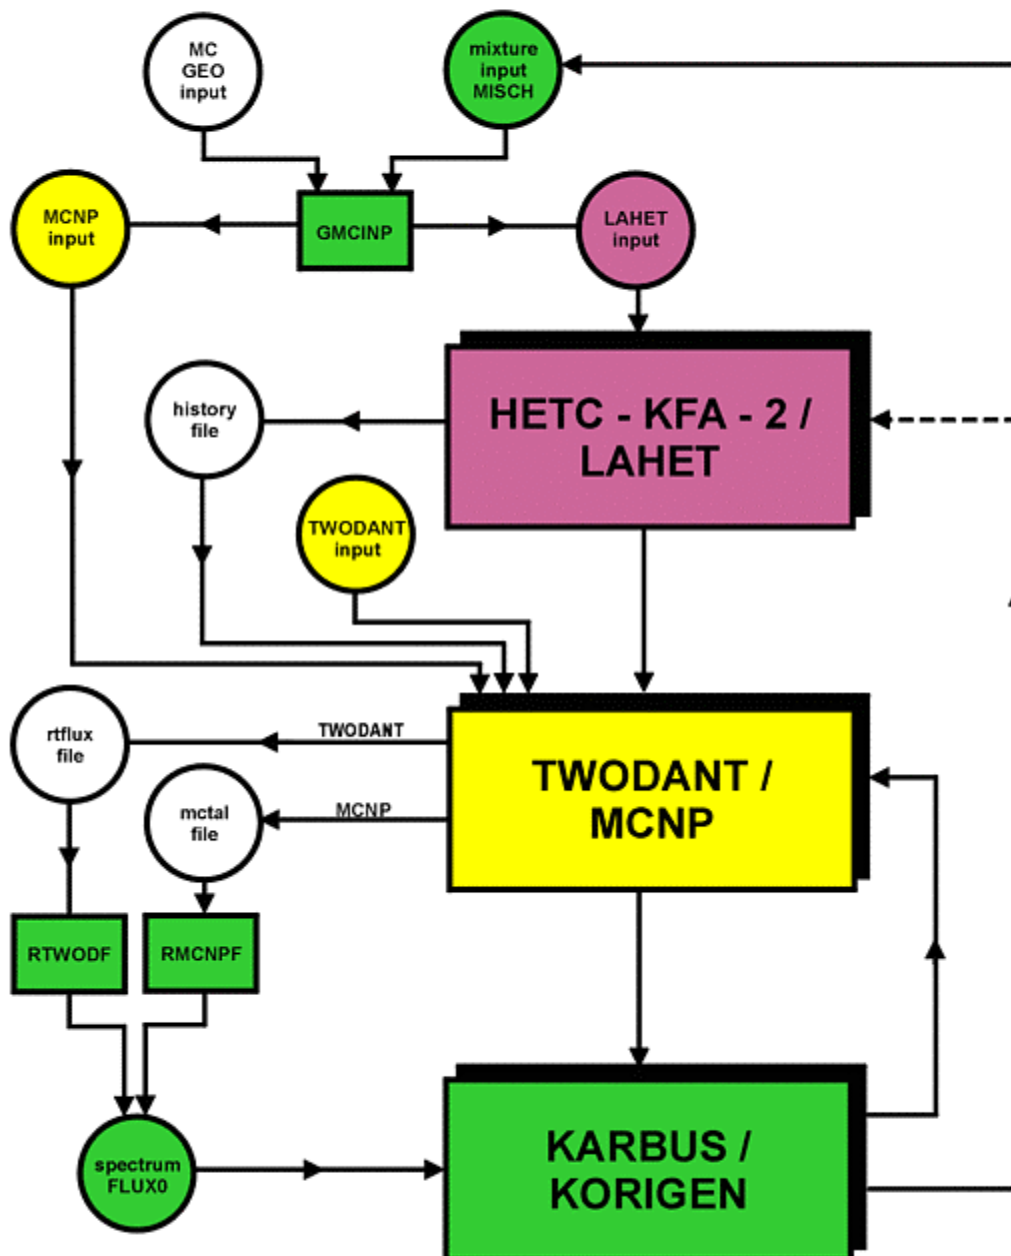 MC
GEO
input
mixture
input
MISCH
MCNP
input
GMCINP
LAHET
input
HETC - KFA - 2 /
LAHET
history
file
TWODANT
input
rtflux
file
TWODANT
TWODANT /
MCNP
mctal
file
MCNP
RTWODF
RMCNPF
spectrum
FLUX0
KARBUS /
KORIGEN